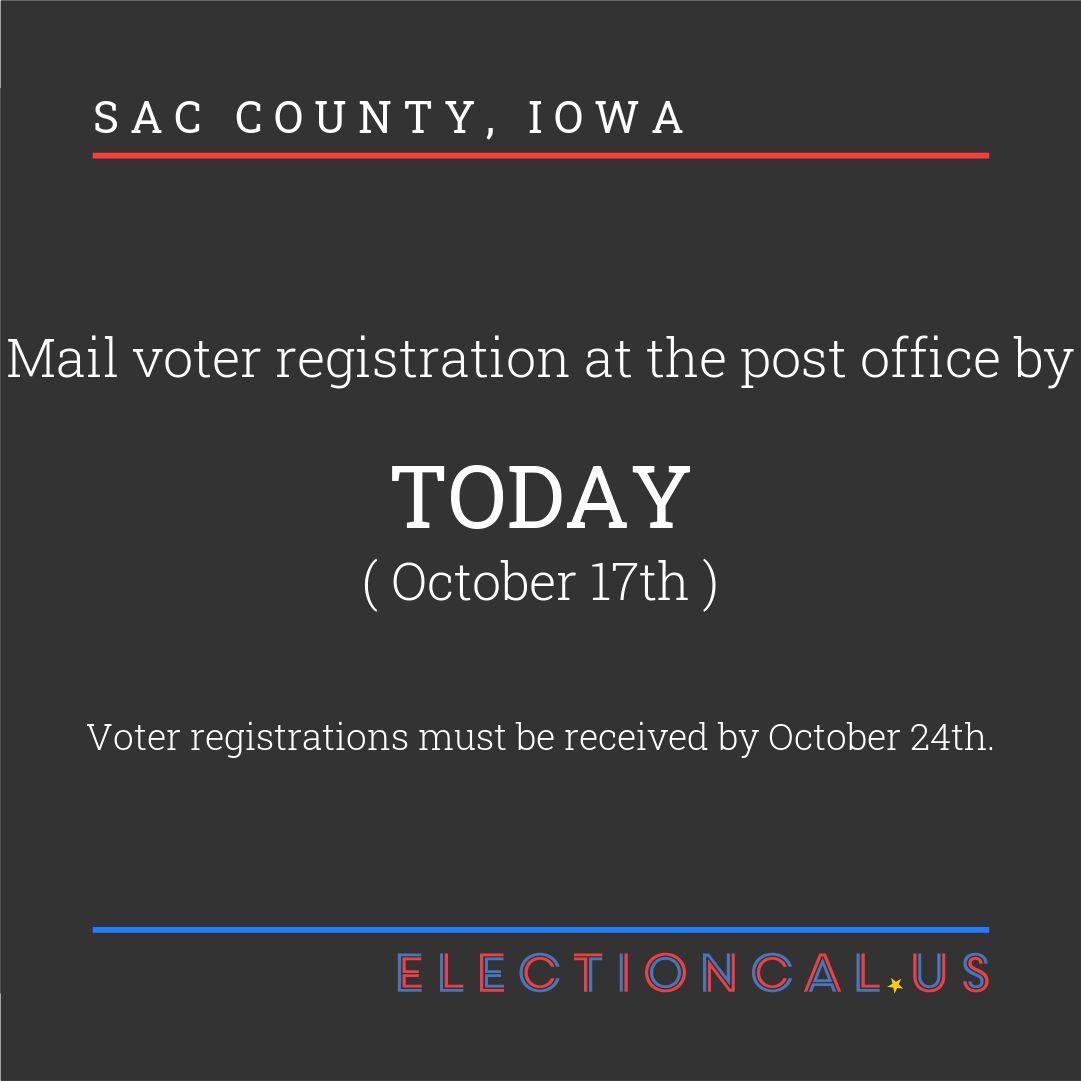 SAC COUNTY, IOWA
Mail voter registration at the post office by
TODAY
( October 17th )
Voter registrations must be received by October 24th.
ELECTIONCAL.US